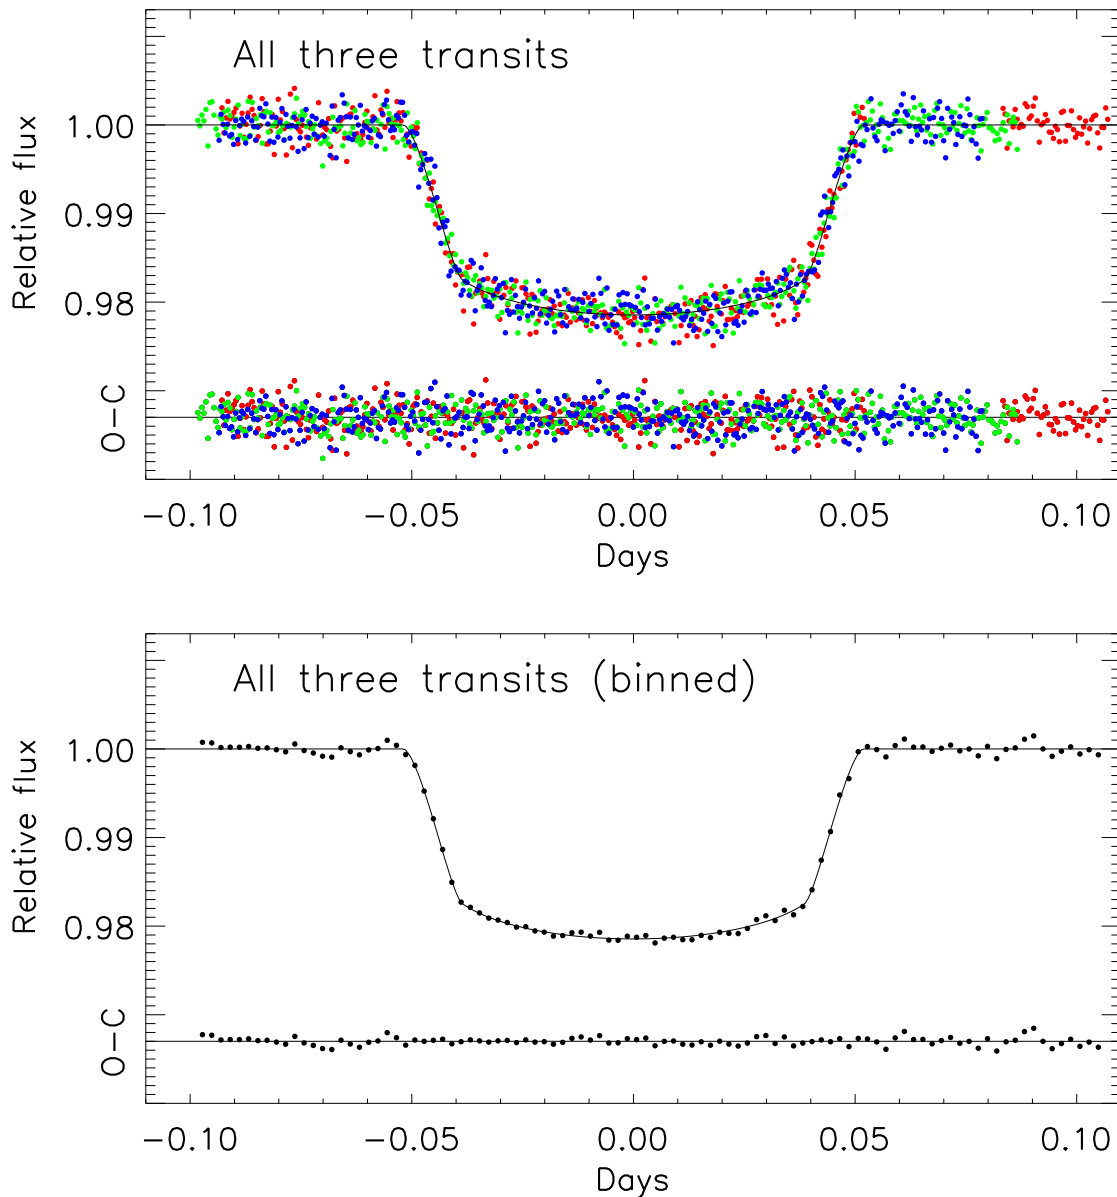 All three transits
Relative flux
1.00
0.99
0.98
O−C
−0.10 −0.05 0.00 0.05 0.10
Days
All three transits (binned)
Relative flux
1.00
0.99
0.98
O−C
−0.10 −0.05 0.00 0.05 0.10
Days